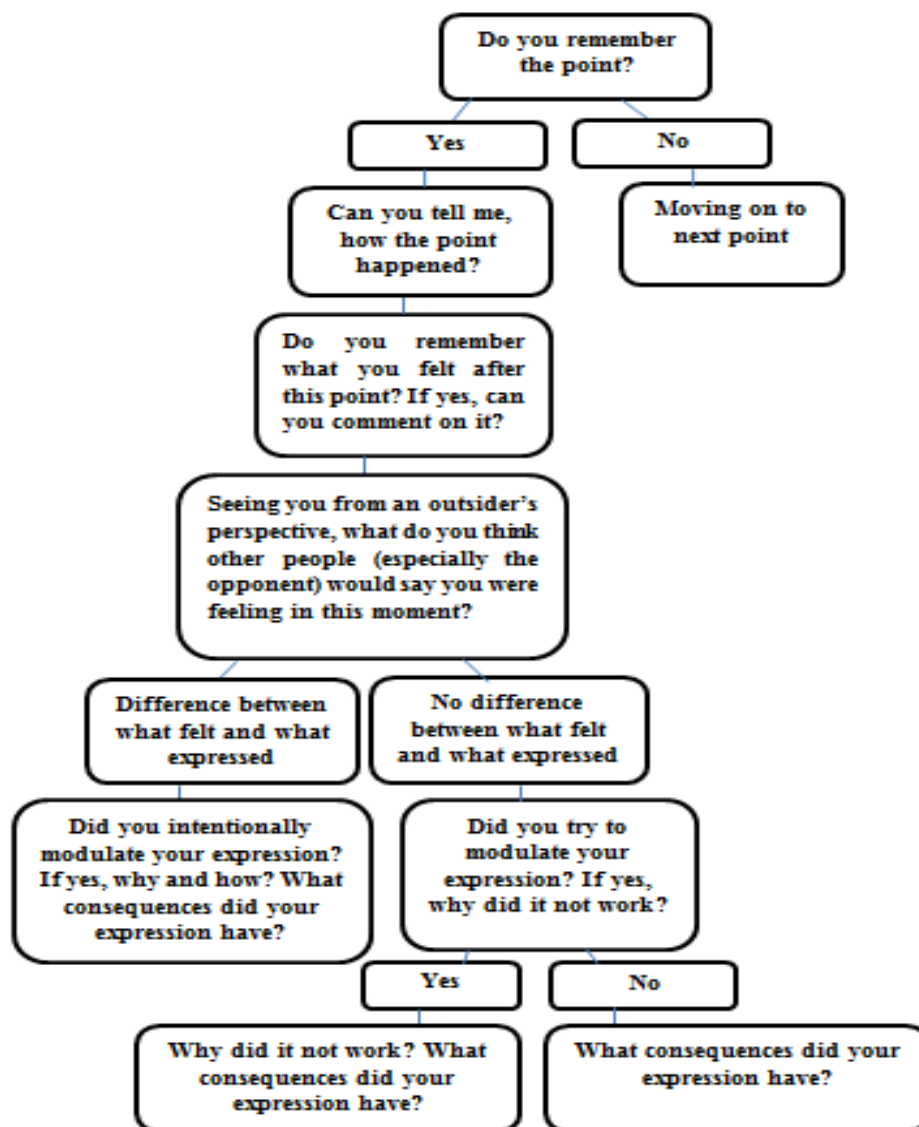 Do you remember
the point?
Yes
No
Can you tell me,
how the point
happened?
Moving on to
next point
Do you remember
what you felt after
this point? If yes, can
you comment on it?
Seeing you from an outsider’s
perspective, what do you think
other people (especially the
opponent) would say you were
feeling in this moment?
Difference between
what felt and what
expressed
No difference
between what felt
and what expressed
Did you intentionally
modulate your expression?
If yes, why and how? What
consequences did your
expression have?
Did you try to
modulate your
expression? If yes,
why did it not work?
Yes
No
Why did it not work? What
consequences did your
expression have?
What consequences did your
expression have?